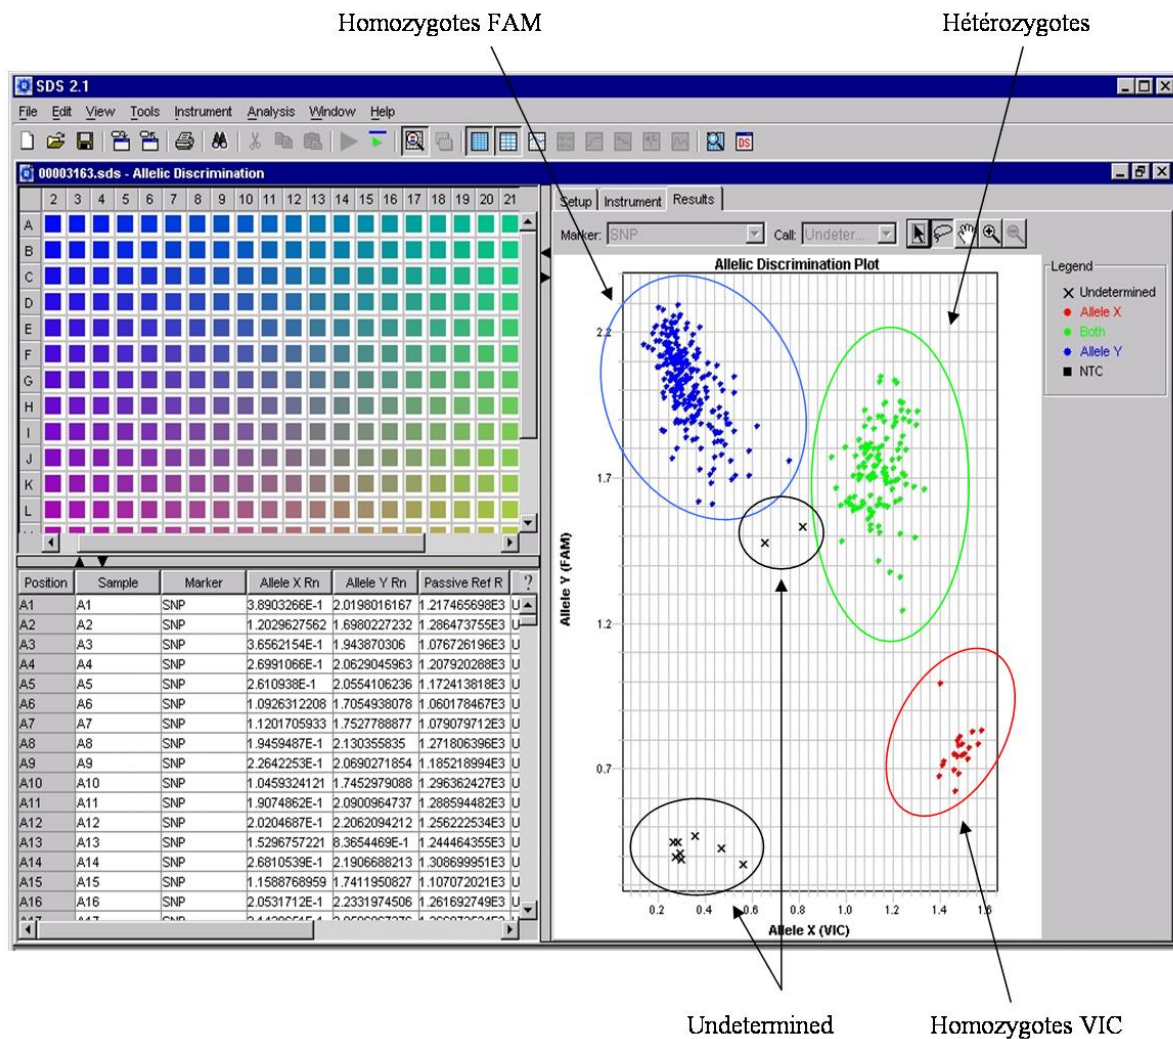 Homozygotes FAM
Hétérozygotes
SDS 2.1
File Edit View Tools Instrument Analysis Window Help
DS
00003163.sds - Allelic Discrimination
2 3 4 5 6 7 8 9 10 11 12 13 14 15 16 17 18 19 20 21
A
B
C
D
E
F
G
H
I
J
K
L
Setup Instrument Results
Marker: SNP Call: Undeter...
Allelic Discrimination Plot
Legend
Undetermined
Allele X
Both
Allele Y
NTC
2.2
1.7
1.2
0.7
Allele Y (FAM)
0.2 0.4 0.6 0.8 1.0 1.2 1.4 1.6
Allele X (VIC)
Position Sample Marker Allele X Rn Allele Y Rn Passive Ref R ?
A1 A1 SNP 3.8903266E-1 2.0198016167 1.217465698E3 U
A2 A2 SNP 1.2029627562 1.6980227232 1.286473755E3 U
A3 A3 SNP 3.6562154E-1 1.943870306 1.076726196E3 U
A4 A4 SNP 2.6991066E-1 2.0629045963 1.207920288E3 U
A5 A5 SNP 2.610938E-1 2.0554106236 1.172413818E3 U
A6 A6 SNP 1.0926312208 1.7054938078 1.060178467E3 U
A7 A7 SNP 1.1201705933 1.7527788877 1.079079712E3 U
A8 A8 SNP 1.9459487E-1 2.130355835 1.271806396E3 U
A9 A9 SNP 2.2642253E-1 2.0690271854 1.185218994E3 U
A10 A10 SNP 1.0459324121 1.7452979088 1.296362427E3 U
A11 A11 SNP 1.9074862E-1 2.0900964737 1.288594482E3 U
A12 A12 SNP 2.0204687E-1 2.2062094212 1.256222534E3 U
A13 A13 SNP 1.5296757221 8.3654469E-1 1.244464355E3 U
A14 A14 SNP 2.6810539E-1 2.1906688213 1.308699951E3 U
A15 A15 SNP 1.1588768959 1.7411950827 1.107072021E3 U
A16 A16 SNP 2.0531712E-1 2.2331974506 1.261692749E3 U
Undetermined
Homozygotes VIC